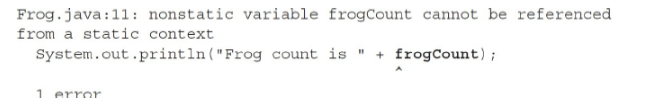 Frog.java:11: nonstatic variable frogCount cannot be referenced
from a static context
System.out.println("Frog count is " + frogCount);
^
1 error